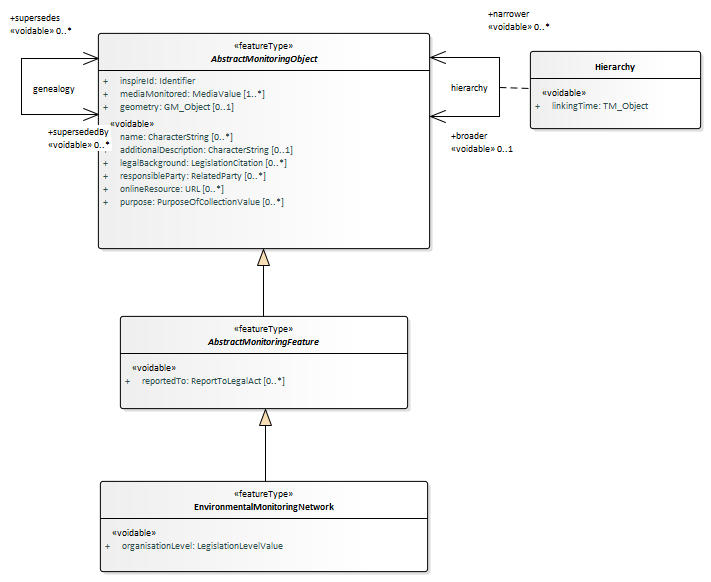 +supersedes
«voidable» 0..*
genealogy
+supersededBy
«voidable» 0..*
«featureType»
AbstractMonitoringObject
+ inspireId: Identifier
+ mediaMonitored: MediaValue [1..*]
+ geometry: GM_Object [0..1]
«voidable»
+ name: CharacterString [0..*]
+ additionalDescription: CharacterString [0..1]
+ legalBackground: LegislationCitation [0..*]
+ responsibleParty: RelatedParty [0..*]
+ onlineResource: URL [0..*]
+ purpose: PurposeOfCollectionValue [0..*]
+narrower
«voidable» 0..*
hierarchy
+broader
«voidable» 0..1
Hierarchy
«voidable»
+ linkingTime: TM_Object
«featureType»
AbstractMonitoringFeature
«voidable»
+ reportedTo: ReportToLegalAct [0..*]
«featureType»
EnvironmentalMonitoringNetwork
«voidable»
+ organisationLevel: LegislationLevelValue